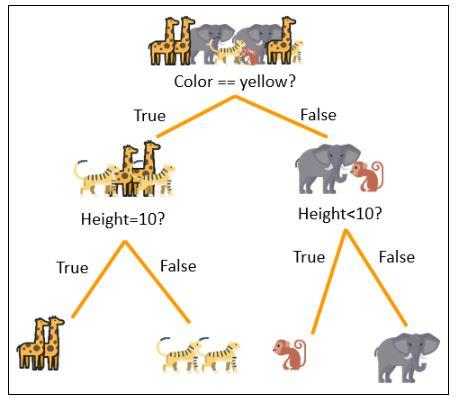 Color == yellow?
True
False
Height=10?
Height<10?
True
False
True
False